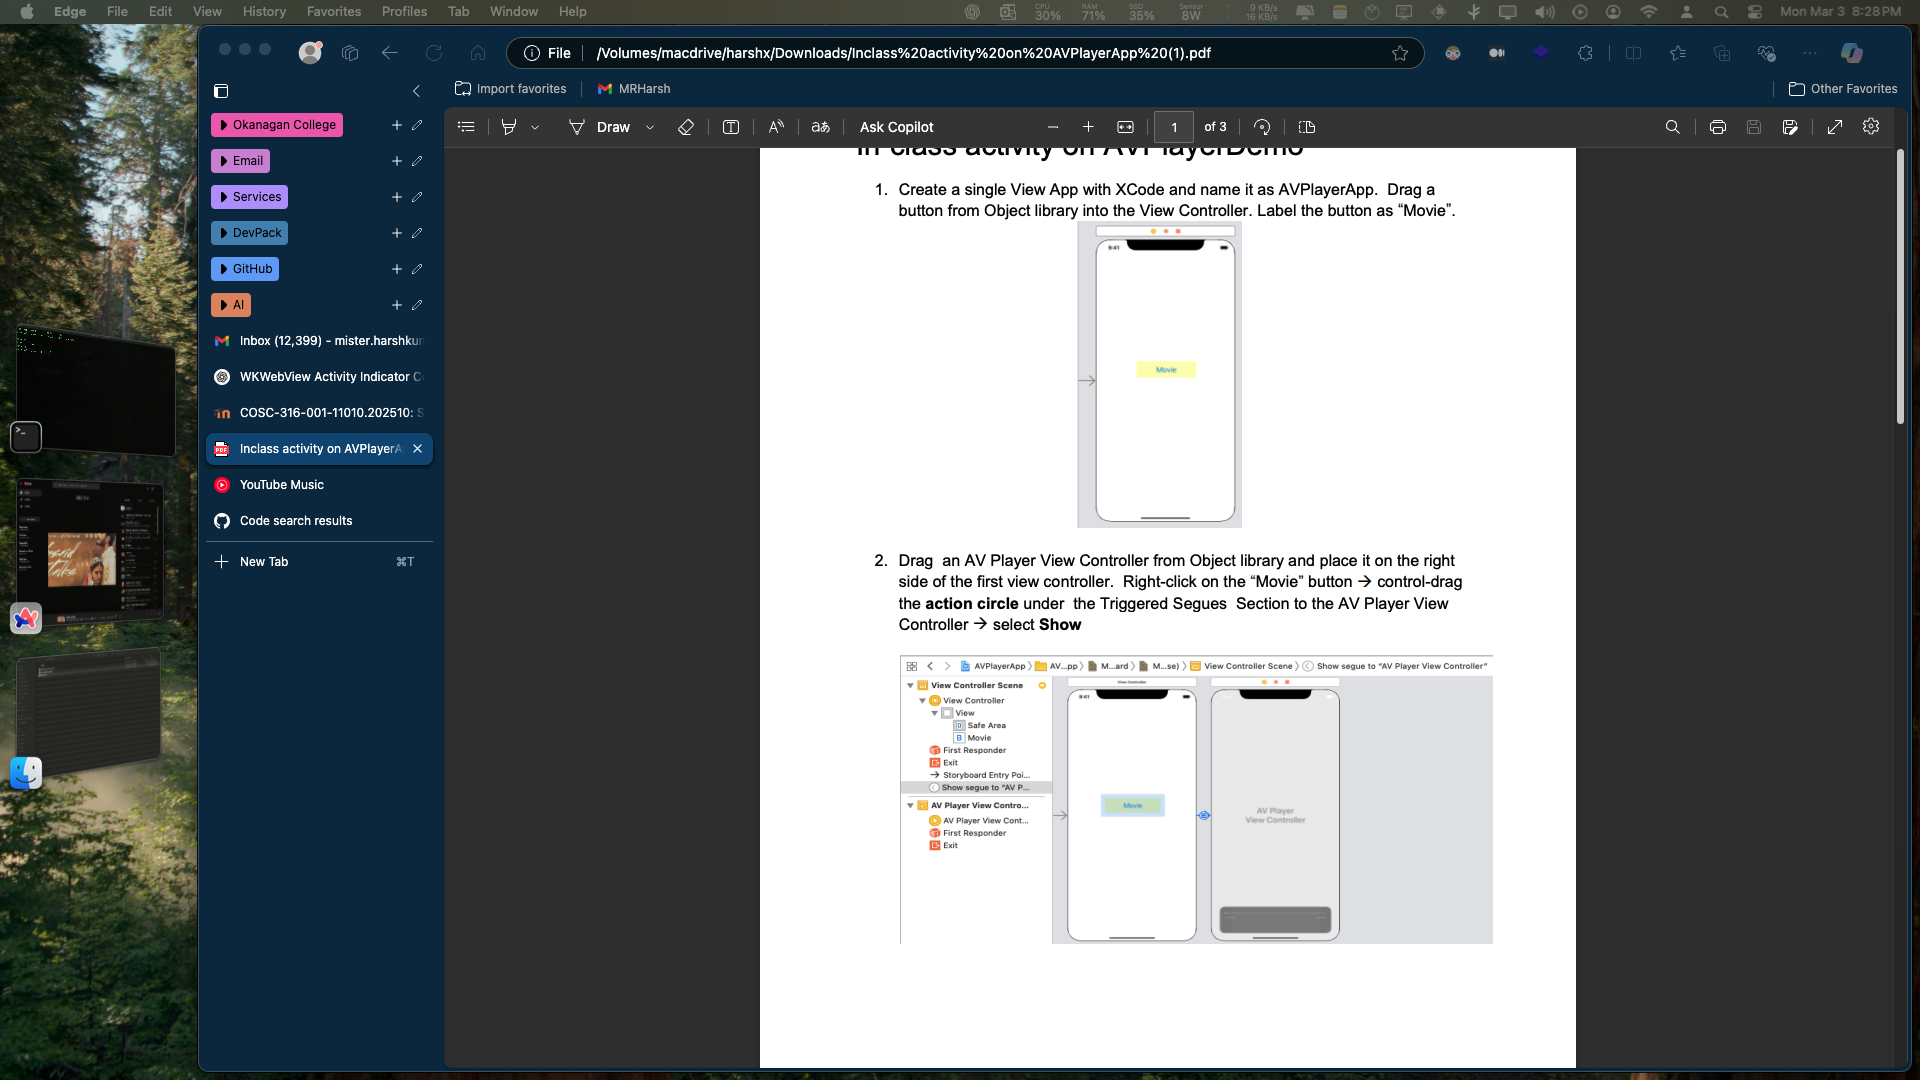 Edge File Edit View History Favorites Profiles Tab Window Help
CPU 30% RAM 71% SSD 35% Sensor 8W 9 KB/s 16 KB/s Mon Mar 3 8:28 PM
File /Volumes/macdrive/harshx/Downloads/Inclass%20activity%20on%20AVPlayerApp%20(1).pdf
Import favorites MRHarsh Other Favorites
Okanagan College
Email
Services
DevPack
GitHub
AI
Inbox (12,399) - mister.harshkur
WKWebView Activity Indicator C
COSC-316-001-11010.202510: S
Inclass activity on AVPlayerA
YouTube Music
Code search results
New Tab ⌘T
Draw Ask Copilot 1 of 3
In class activity on AVPlayerDemo
1. Create a single View App with XCode and name it as AVPlayerApp. Drag a
button from Object library into the View Controller. Label the button as “Movie”.
9:41
Movie
2. Drag an AV Player View Controller from Object library and place it on the right
side of the first view controller. Right-click on the “Movie” button → control-drag
the action circle under the Triggered Segues Section to the AV Player View
Controller → select Show
AVPlayerApp AV...pp M...ard M...se) View Controller Scene Show segue to “AV Player View Controller”
View Controller Scene
View Controller
View
Safe Area
B Movie
First Responder
Exit
Storyboard Entry Poi...
Show segue to “AV P...
AV Player View Contro...
AV Player View Cont...
First Responder
Exit
View Controller
9:41
Movie
AV Player
View Controller